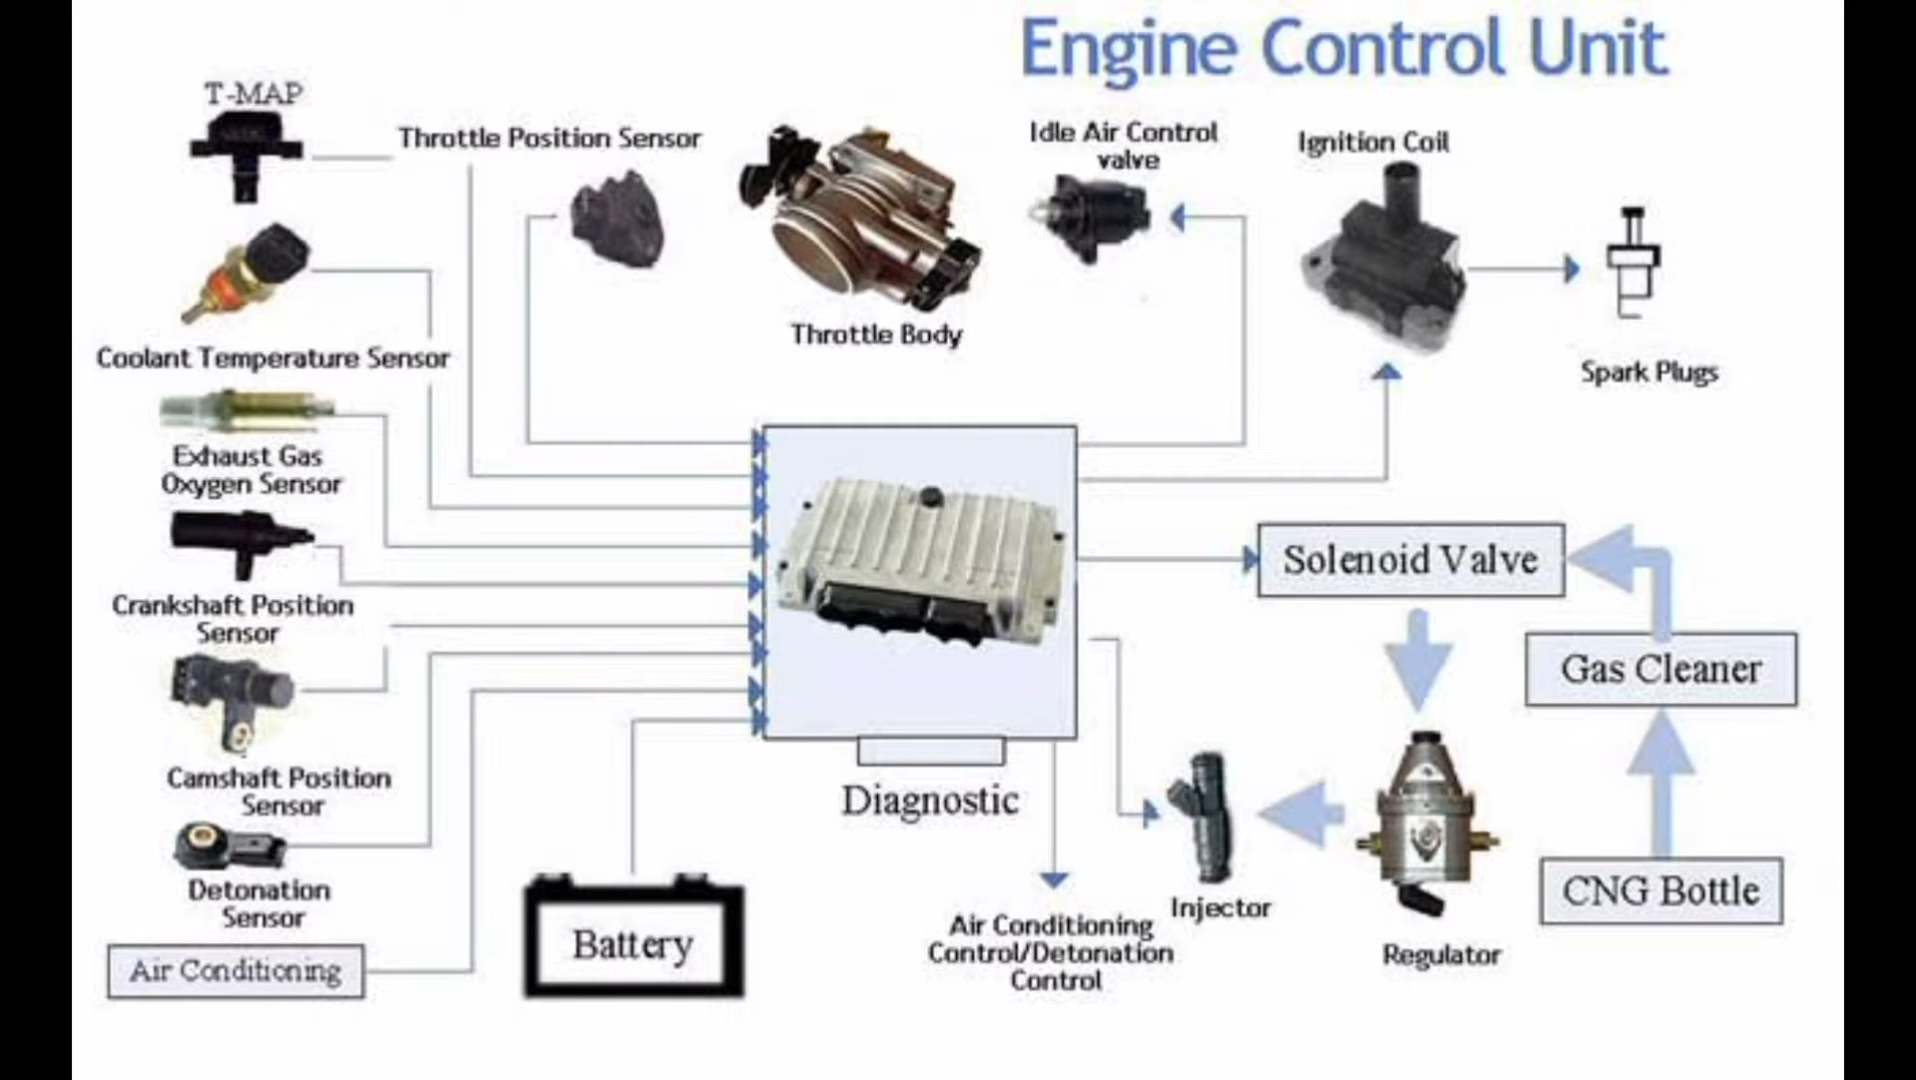 Engine Control Unit
T-MAP
Throttle Position Sensor
Idle Air Control
valve
Ignition Coil
Throttle Body
Spark Plugs
Coolant Temperature Sensor
Exhaust Gas
Oxygen Sensor
Crankshaft Position
Sensor
Camshaft Position
Sensor
Detonation
Sensor
Air Conditioning
Battery
Diagnostic
Air Conditioning
Control/Detonation
Control
Injector
Regulator
Solenoid Valve
Gas Cleaner
CNG Bottle